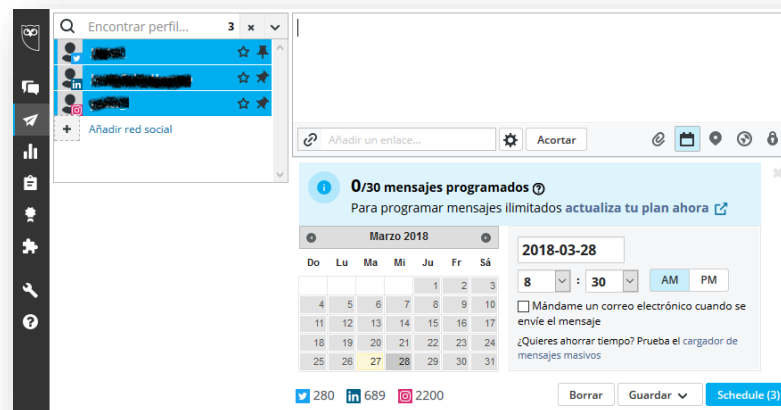 Encontrar perfil... 3 x
Añadir red social
Añadir un enlace...
Acortar
0/30 mensajes programados
Para programar mensajes ilimitados actualiza tu plan ahora
Marzo 2018
Do Lu Ma Mi Ju Fr Sá
1 2 3
4 5 6 7 8 9 10
11 12 13 14 15 16 17
18 19 20 21 22 23 24
25 26 27 28 29 30 31
2018-03-28
8 : 30 AM PM
Mándame un correo electrónico cuando se
envíe el mensaje
¿Quieres ahorrar tiempo? Prueba el cargador de
mensajes masivos
280 in 689 2200
Borrar Guardar Schedule (3)